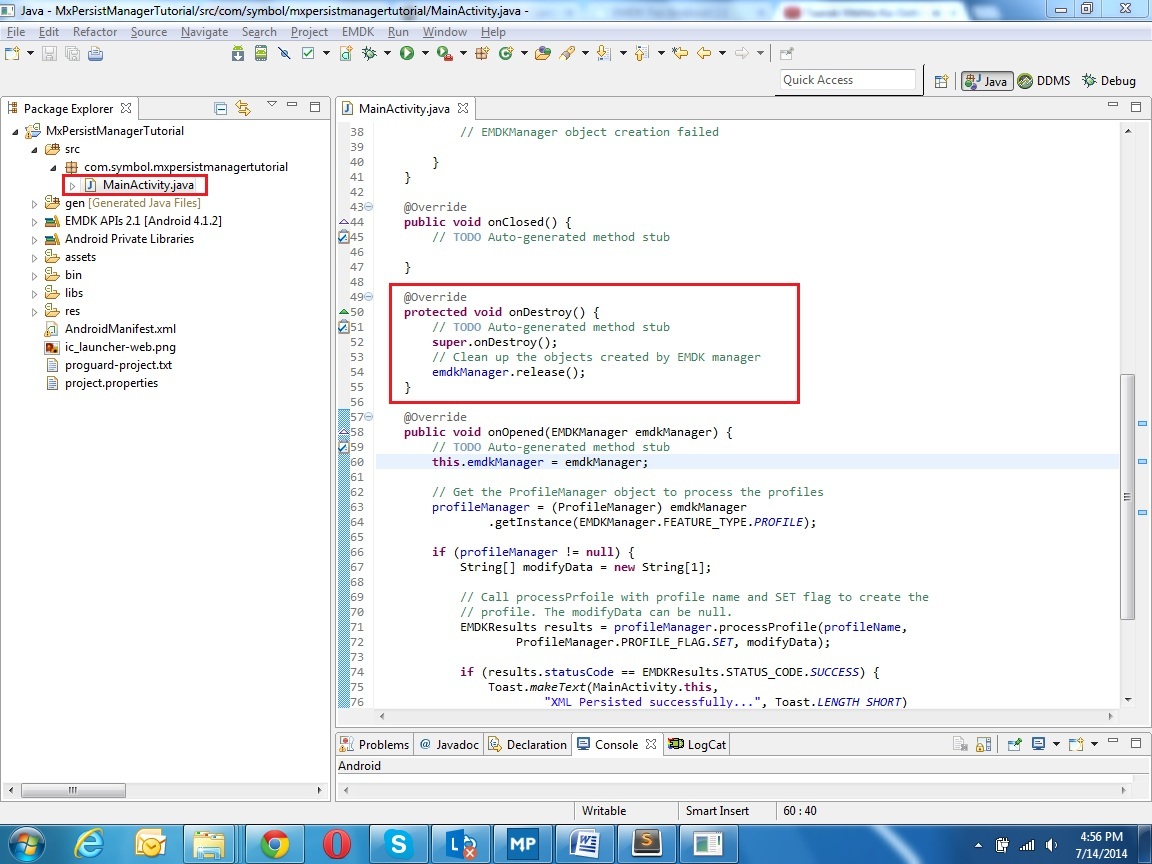 Java - MxPersistManagerTutorial/src/com/symbol/mxpersistmanagertutorial/MainActivity.java -
File Edit Refactor Source Navigate Search Project EMDK Run Window Help
Quick Access
Java
DDMS
Debug
Package Explorer
MxPersistManagerTutorial
src
com.symbol.mxpersistmanagertutorial
MainActivity.java
gen [Generated Java Files]
EMDK APIs 2.1 [Android 4.1.2]
Android Private Libraries
assets
bin
libs
res
AndroidManifest.xml
ic_launcher-web.png
proguard-project.txt
project.properties
MainActivity.java
38 // EMDKManager object creation failed
39
40 }
41 }
42
43 @Override
44 public void onClosed() {
45 // TODO Auto-generated method stub
46
47 }
48
49 @Override
50 protected void onDestroy() {
51 // TODO Auto-generated method stub
52 super.onDestroy();
53 // Clean up the objects created by EMDK manager
54 emdkManager.release();
55 }
56
57 @Override
58 public void onOpened(EMDKManager emdkManager) {
59 // TODO Auto-generated method stub
60 this.emdkManager = emdkManager;
61
62 // Get the ProfileManager object to process the profiles
63 profileManager = (ProfileManager) emdkManager
64 .getInstance(EMDKManager.FEATURE_TYPE.PROFILE);
65
66 if (profileManager != null) {
67 String[] modifyData = new String[1];
68
69 // Call processPrfoile with profile name and SET flag to create the
70 // profile. The modifyData can be null.
71 EMDKResults results = profileManager.processProfile(profileName,
72 ProfileManager.PROFILE_FLAG.SET, modifyData);
73
74 if (results.statusCode == EMDKResults.STATUS_CODE.SUCCESS) {
75 Toast.makeText(MainActivity.this,
76 "XML Persisted successfully...", Toast.LENGTH_SHORT)
Problems @ Javadoc Declaration Console LogCat
Android
Writable
Smart Insert
60 : 40
MP
4:56 PM
7/14/2014